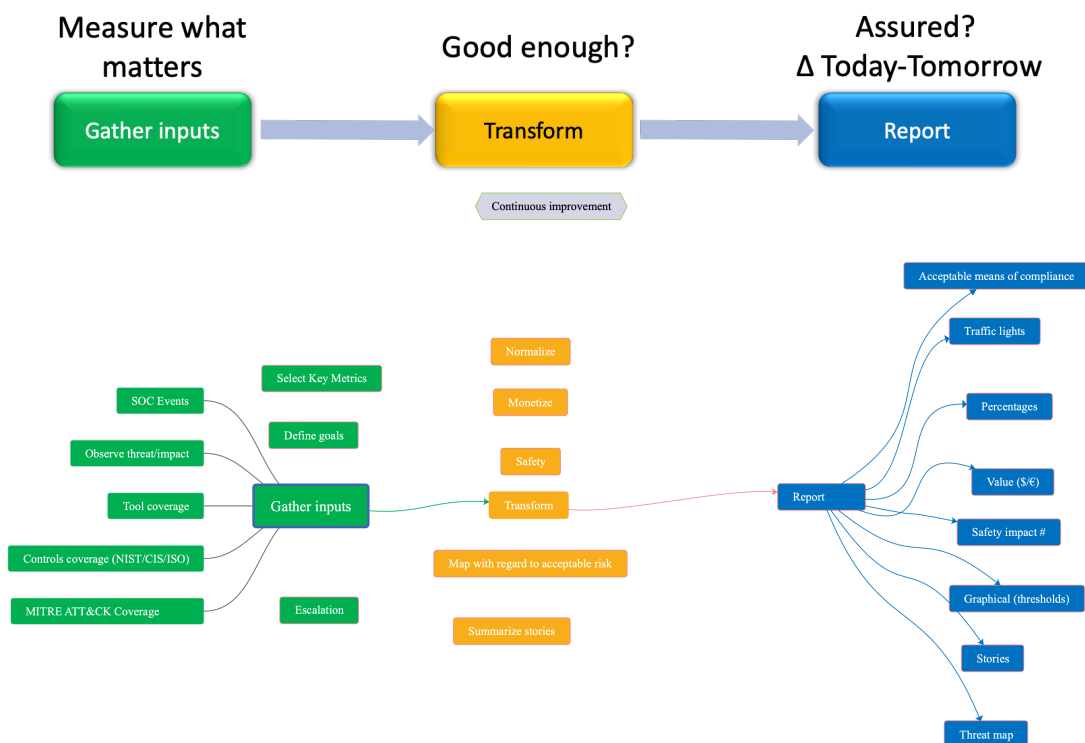 Measure what
matters
Good enough?
Assured?
Δ Today-Tomorrow
Gather inputs
Transform
Report
Continuous improvement
Acceptable means of compliance
Traffic lights
Normalize
Select Key Metrics
SOC Events
Monetize
Percentages
Define goals
Observe threat/impact
Safety
Value ($/€)
Tool coverage
Gather inputs
Transform
Report
Safety impact #
Controls coverage (NIST/CIS/ISO)
Map with regard to acceptable risk
Graphical (thresholds)
MITRE ATT&CK Coverage
Escalation
Summarize stories
Stories
Threat map